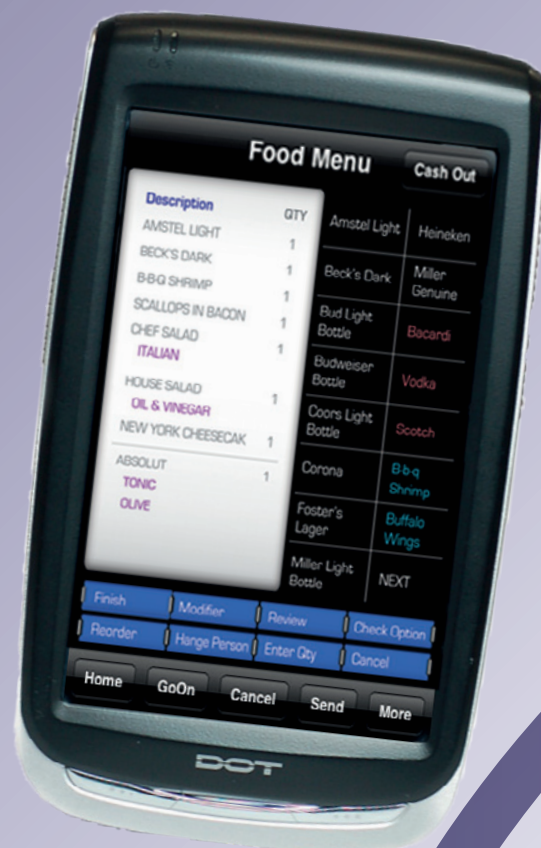 Food Menu
Cash Out
Description QTY
AMSTEL LIGHT 1
BECK'S DARK 1
B-B-Q SHRIMP 1
SCALLOPS IN BACON 1
CHEF SALAD 1
ITALIAN
HOUSE SALAD 1
OIL & VINEGAR
NEW YORK CHEESECAK 1
ABSOLUT 1
TONIC
OLIVE
Amstel Light
Heineken
Beck's Dark
Miller
Genuine
Bud Light
Bottle
Bacardi
Budweiser
Bottle
Vodka
Coors Light
Bottle
Scotch
Corona
B-b-q
Shrimp
Foster's
Lager
Buffalo
Wings
Miller Light
Bottle
NEXT
Finish
Modifier
Review
Check Option
Reorder
Hange Person
Enter Qty
Cancel
Home
GoOn
Cancel
Send
More
DOT